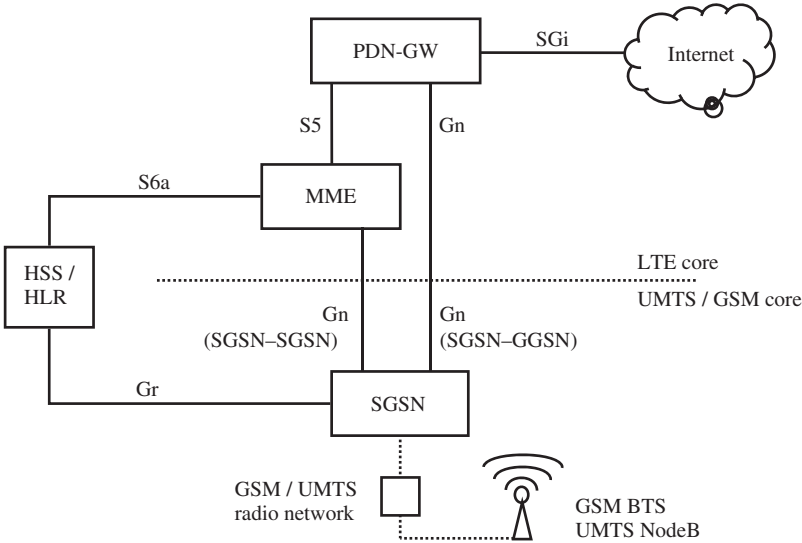 PDN-GW
SGi
Internet
S5
Gn
S6a
MME
HSS /
HLR
LTE core
UMTS / GSM core
Gn
(SGSN–SGSN)
Gn
(SGSN–GGSN)
Gr
SGSN
GSM / UMTS
radio network
GSM BTS
UMTS NodeB